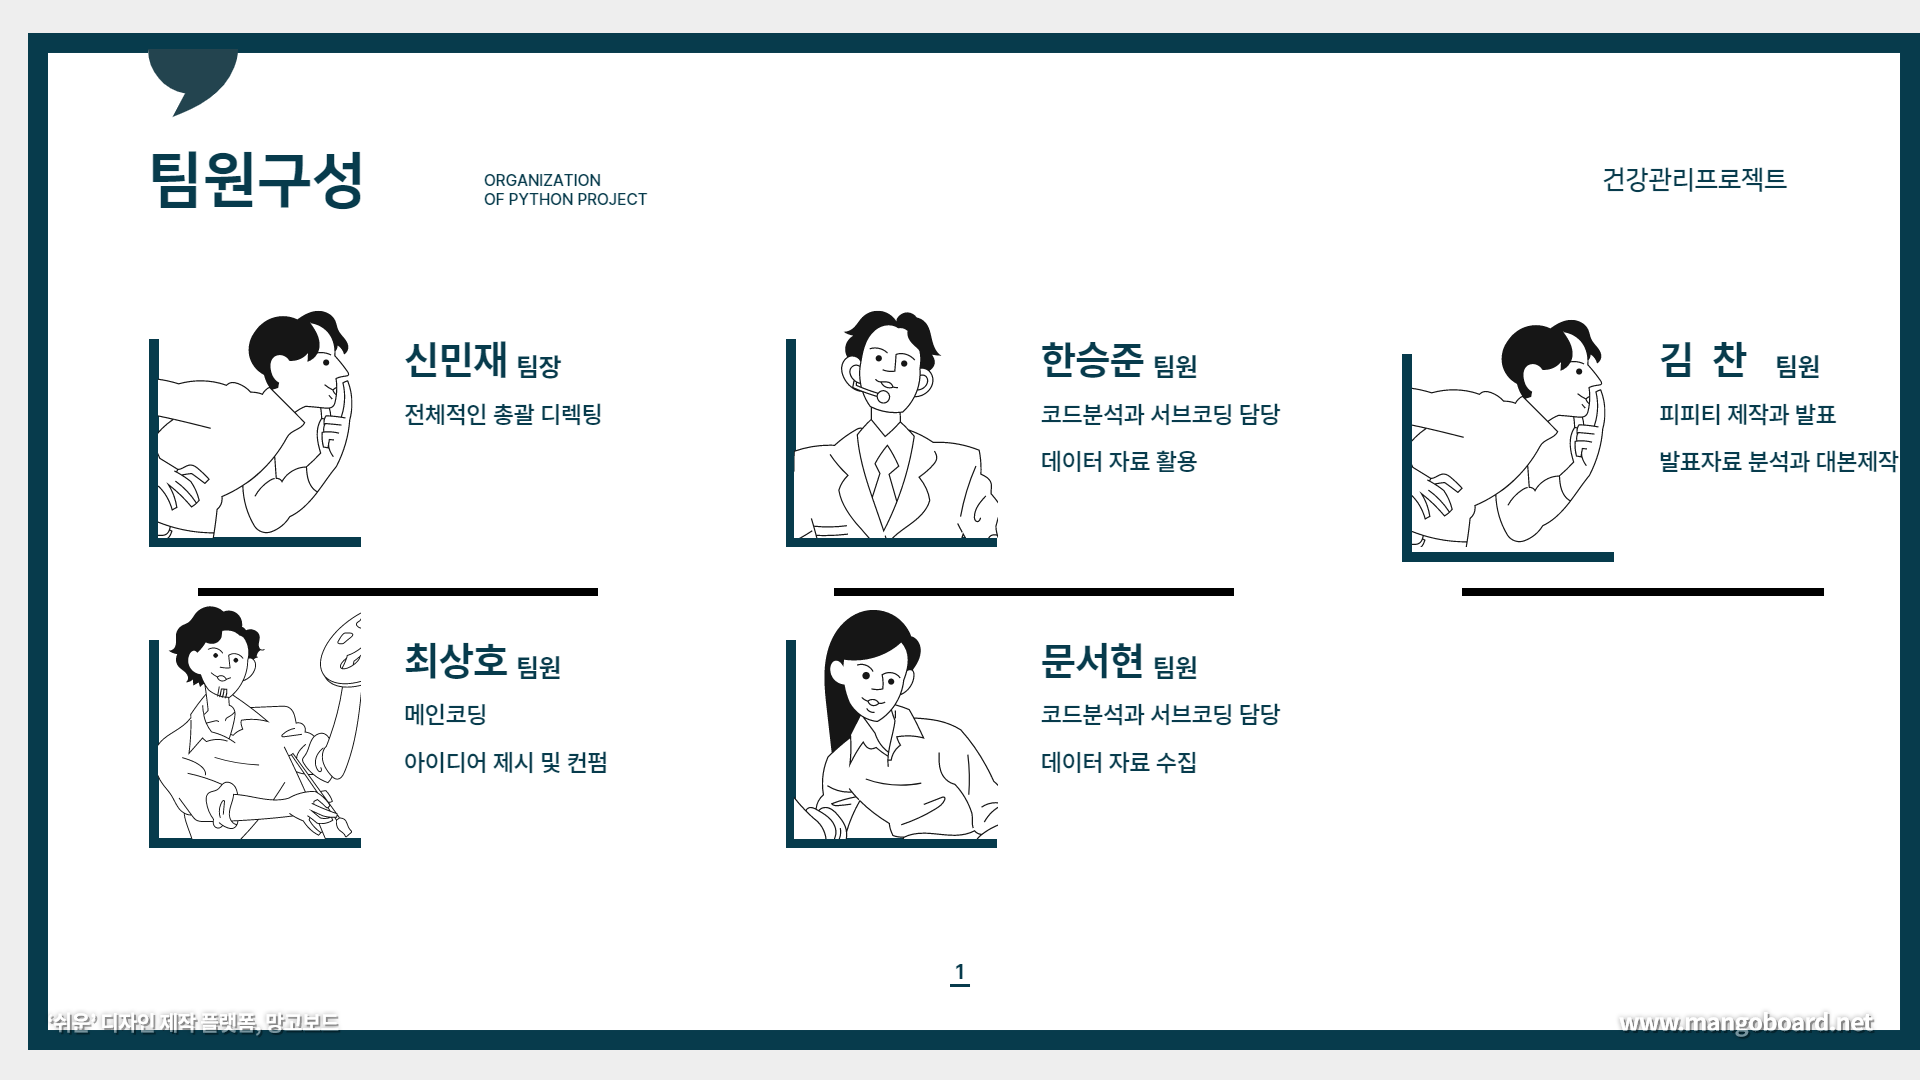 팀원구성
ORGANIZATION
OF PYTHON PROJECT
건강관리프로젝트
신민재 팀장
전체적인 총괄 디렉팅
한승준 팀원
코드분석과 서브코딩 담당
데이터 자료 활용
김 찬 팀원
피피티 제작과 발표
발표자료 분석과 대본제작
최상호 팀원
메인코딩
아이디어 제시 및 컨펌
문서현 팀원
코드분석과 서브코딩 담당
데이터 자료 수집
1
'쉬운' 디자인 제작 플랫폼, 망고보드
www.mangoboard.net